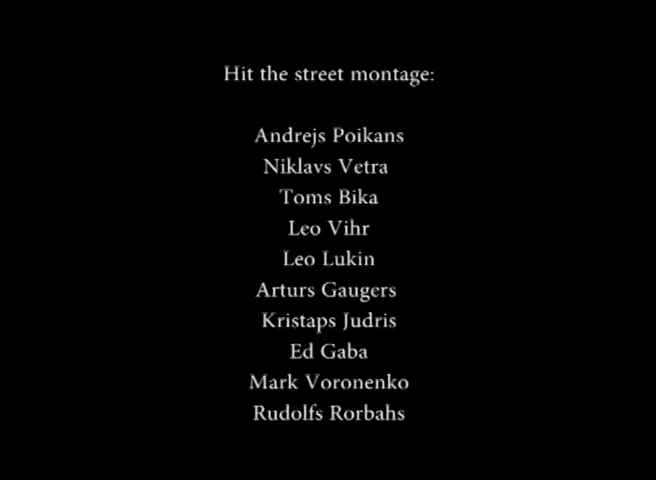 Hit the street montage:
Andrejs Poikans
Niklavs Vetra
Toms Bika
Leo Vihr
Leo Lukin
Arturs Gaugers
Kristaps Judris
Ed Gaba
Mark Voronenko
Rudolfs Rorbahs